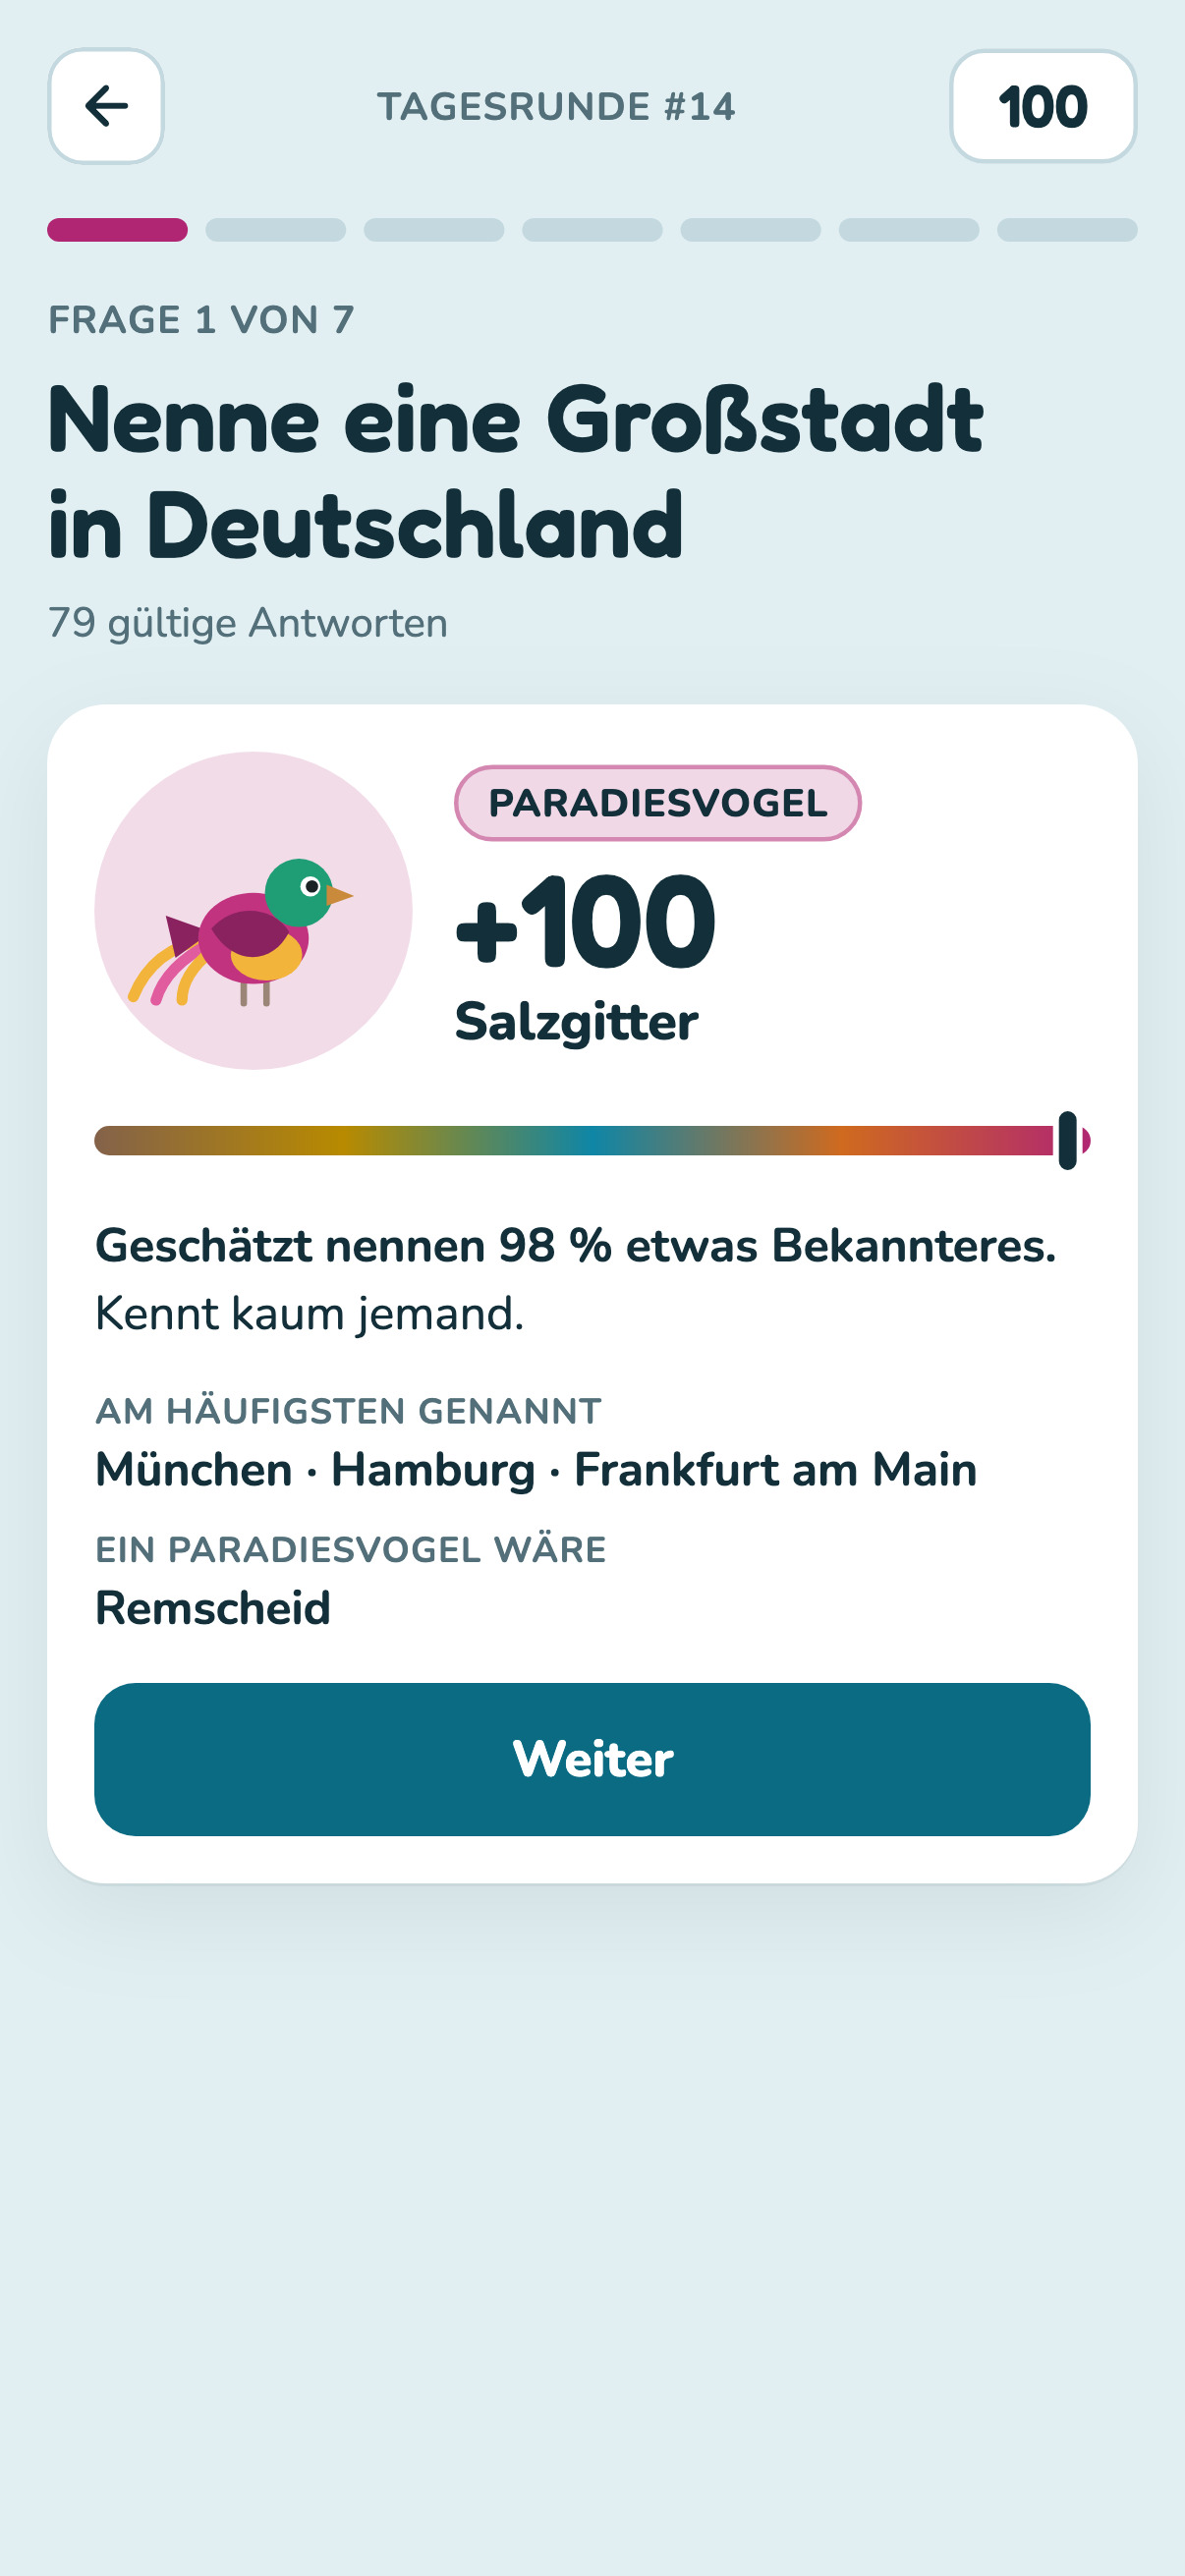 TAGESRUNDE #14
100
FRAGE 1 VON 7
Nenne eine Großstadt
in Deutschland
79 gültige Antworten
PARADIESVOGEL
+100
Salzgitter
Geschätzt nennen 98 % etwas Bekannteres.
Kennt kaum jemand.
AM HÄUFIGSTEN GENANNT
München · Hamburg · Frankfurt am Main
EIN PARADIESVOGEL WÄRE
Remscheid
Weiter